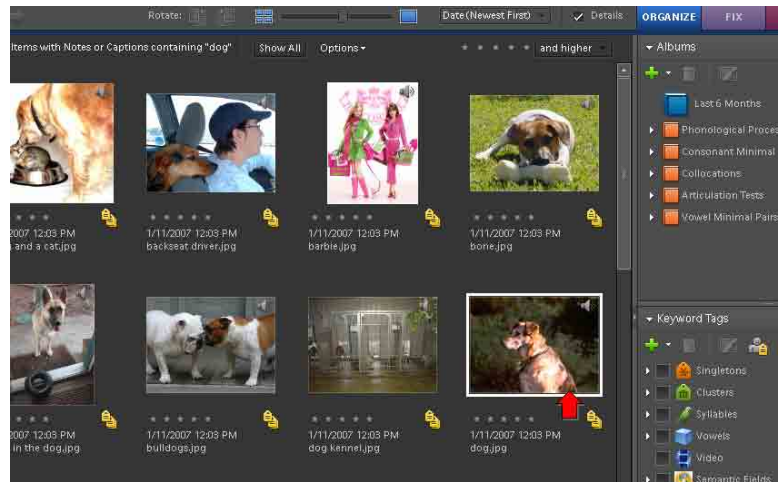 Rotate:
Date (Newest First)
Details
ORGANIZE
FIX
Items with Notes or Captions containing "dog"
Show All
Options
and higher
Albums
Last 6 Months
Phonological Proce
Consonant Minimal
Collocations
Articulation Tests
Vowel Minimal Pairs
2007 12:03 PM
and a cat.jpg
1/11/2007 12:03 PM
backseat driver.jpg
1/11/2007 12:03 PM
barbie.jpg
1/11/2007 12:03 PM
bone.jpg
Keyword Tags
Singletons
Clusters
Syllables
Vowels
Video
Semantic Fields
2007 12:03 PM
in the dog.jpg
1/11/2007 12:03 PM
bulldogs.jpg
1/11/2007 12:03 PM
dog kennel.jpg
1/11/2007 12:03 PM
dog.jpg